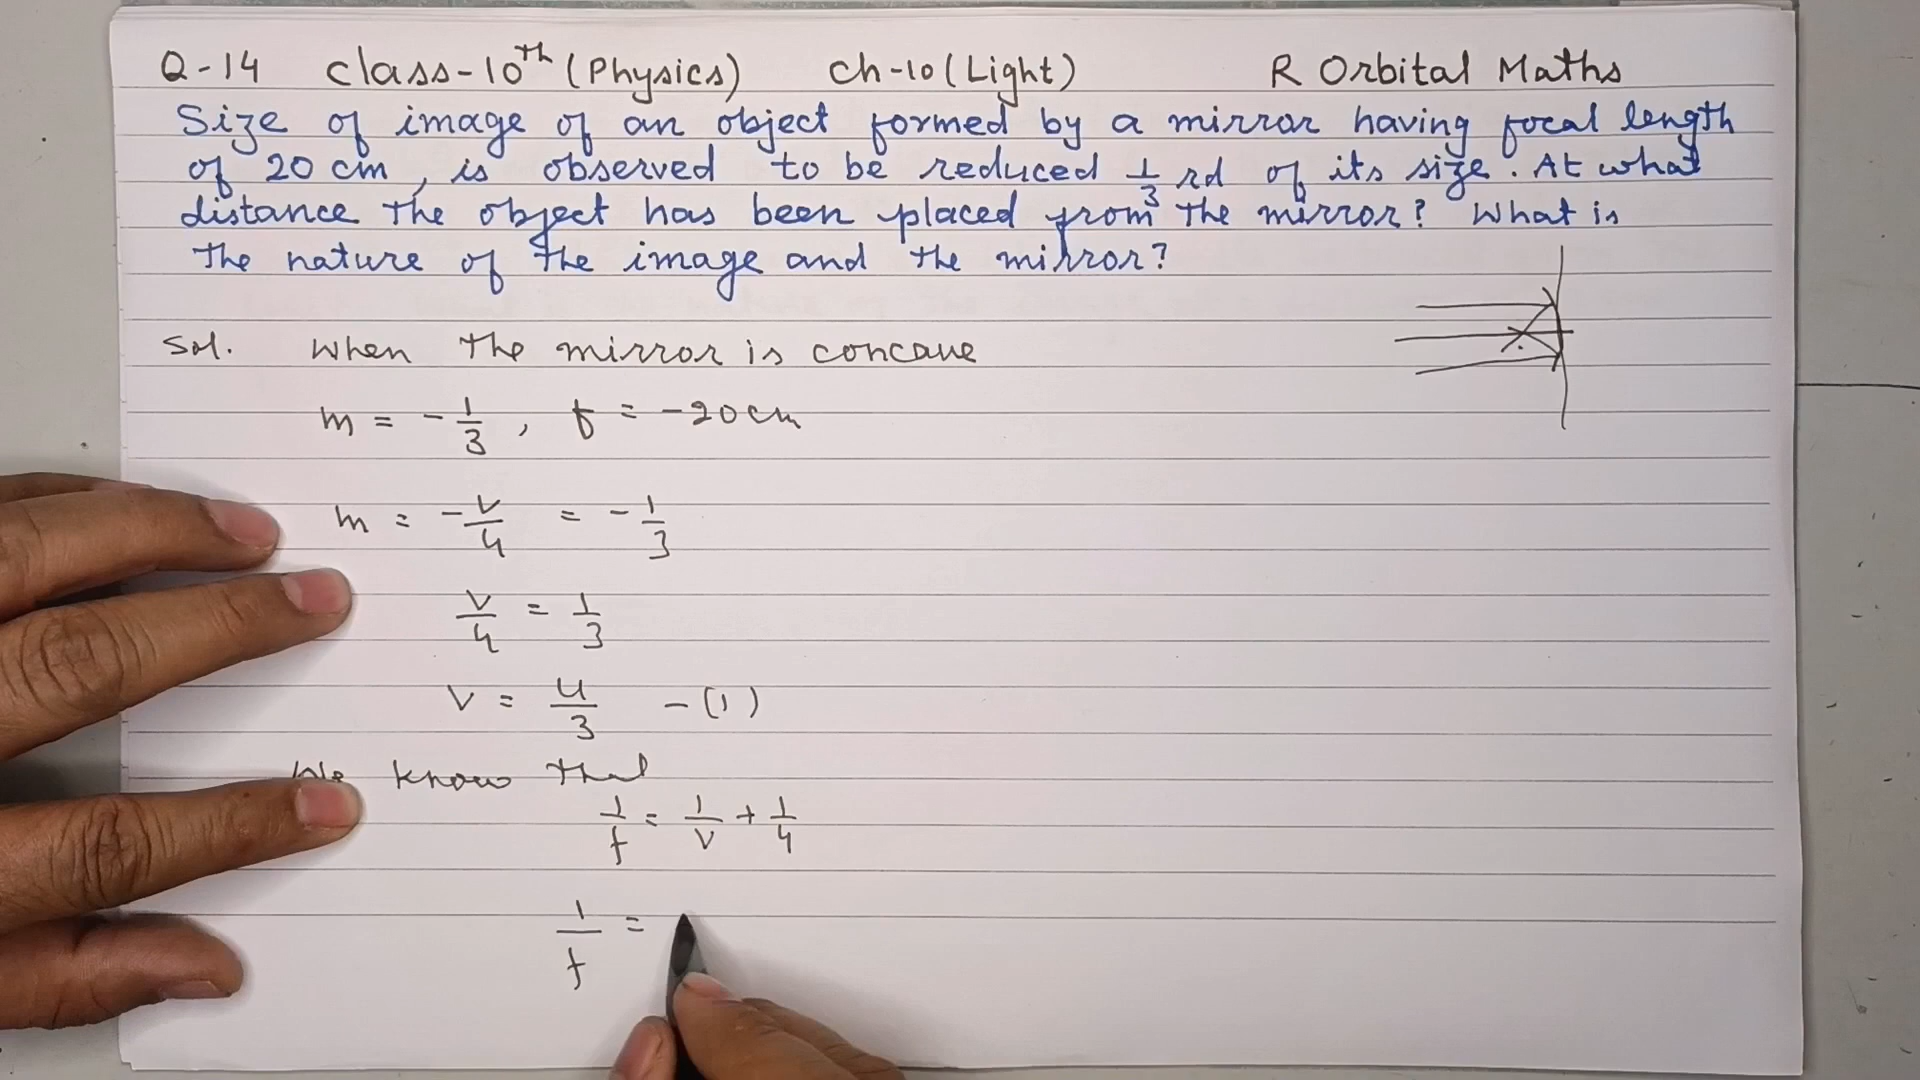 Q-14 Class-10th (Physics) Ch-10 (Light) R Orbital Maths
Size of image of an object formed by a mirror having focal length
of 20 cm, is observed to be reduced 1/3 rd of its size. At what
distance the object has been placed from the mirror? What is
the nature of the image and the mirror?
Sol. When the mirror is concave
m = -1/3, f = -20cm
m = -v/u = -1/3
v/u = 1/3
v = u/3 -(1)
We know that
1/f = 1/v + 1/u
1/f =